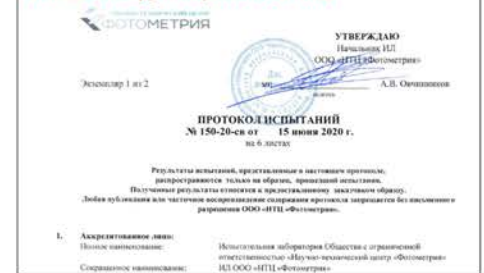 ФОТОМЕТРИЯ
УТВЕРЖДАЮ
Начальник ИЛ
ООО «НТЦ «Фотометрия»
Экземпляр 1 из 2
А.В. Овчинников
ПРОТОКОЛ ИСПЫТАНИЙ
№ 150-20-св от 15 июня 2020 г.
на 6 листах
Результаты испытаний, представленные в настоящем протоколе,
распространяются только на образец, прошедший испытания.
Полученные результаты относятся к предоставленному заказчиком образцу.
Любая публикация или частичное воспроизведение содержания протокола запрещается без письменного
разрешения ООО «НТЦ «Фотометрия».
1. Аккредитованное лицо:
Полное наименование: Испытательная лаборатория Общества с ограниченной
ответственностью «Научно-технический центр «Фотометрия»
Сокращенное наименование: ИЛ ООО «НТЦ «Фотометрия»